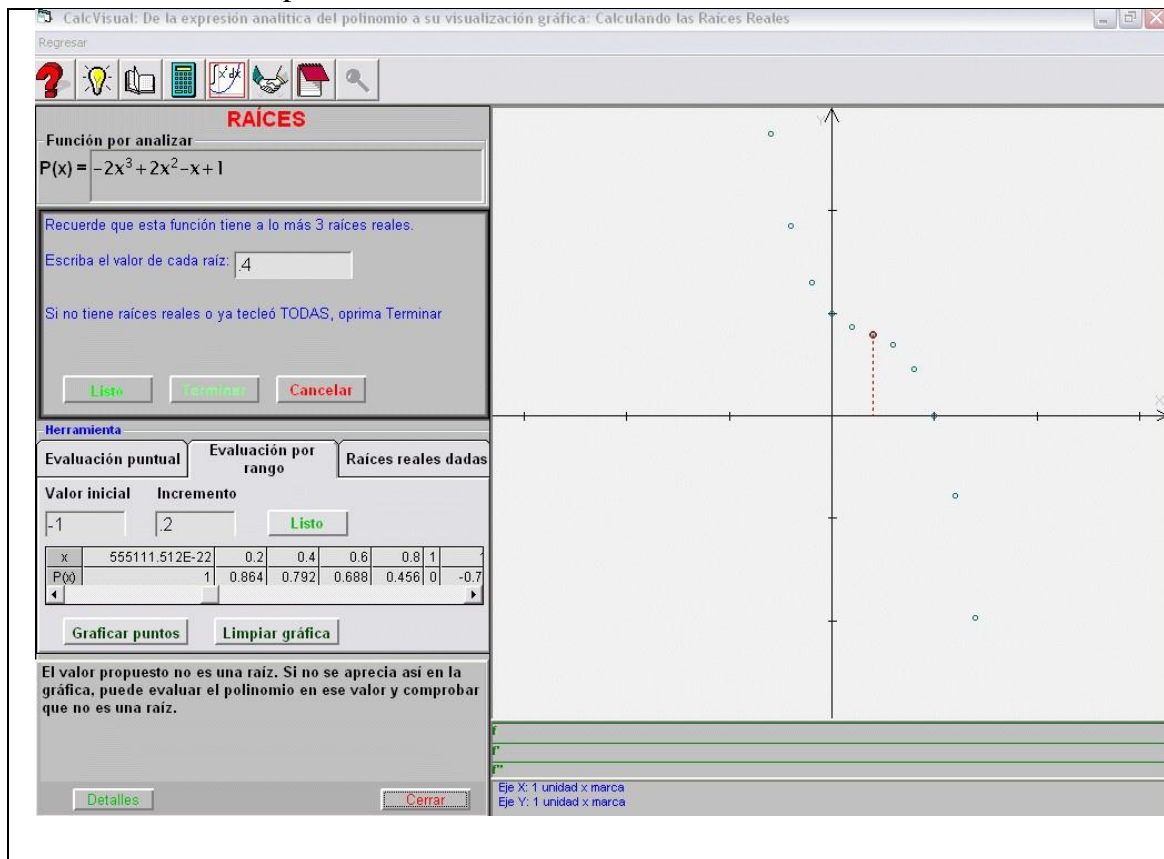 CalcVisual: De la expresión analítica del polinomio a su visualización gráfica: Calculando las Raíces Reales
Regresar
RAÍCES
Función por analizar
P(x) = -2x³+2x²-x+1
Recuerde que esta función tiene a lo más 3 raíces reales.
Escriba el valor de cada raíz: .4
Si no tiene raíces reales o ya tecleó TODAS, oprima Terminar
Listo Terminar Cancelar
Herramienta
Evaluación puntual Evaluación por rango Raíces reales dadas
Valor inicial Incremento
-1 .2 Listo
x 555111.512E-22 0.2 0.4 0.6 0.8 1
P(x) 1 0.864 0.792 0.688 0.456 0 -0.7
Graficar puntos Limpiar gráfica
El valor propuesto no es una raíz. Si no se aprecia así en la
gráfica, puede evaluar el polinomio en ese valor y comprobar
que no es una raíz.
Detalles Cerrar
Y
X
f
f'
f''
Eje X: 1 unidad x marca
Eje Y: 1 unidad x marca